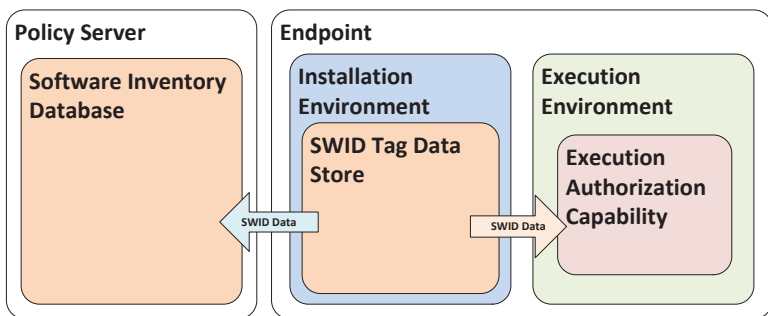 Policy Server
Software Inventory
Database
Endpoint
Installation
Environment
SWID Tag Data
Store
Execution
Environment
Execution
Authorization
Capability
SWID Data
SWID Data